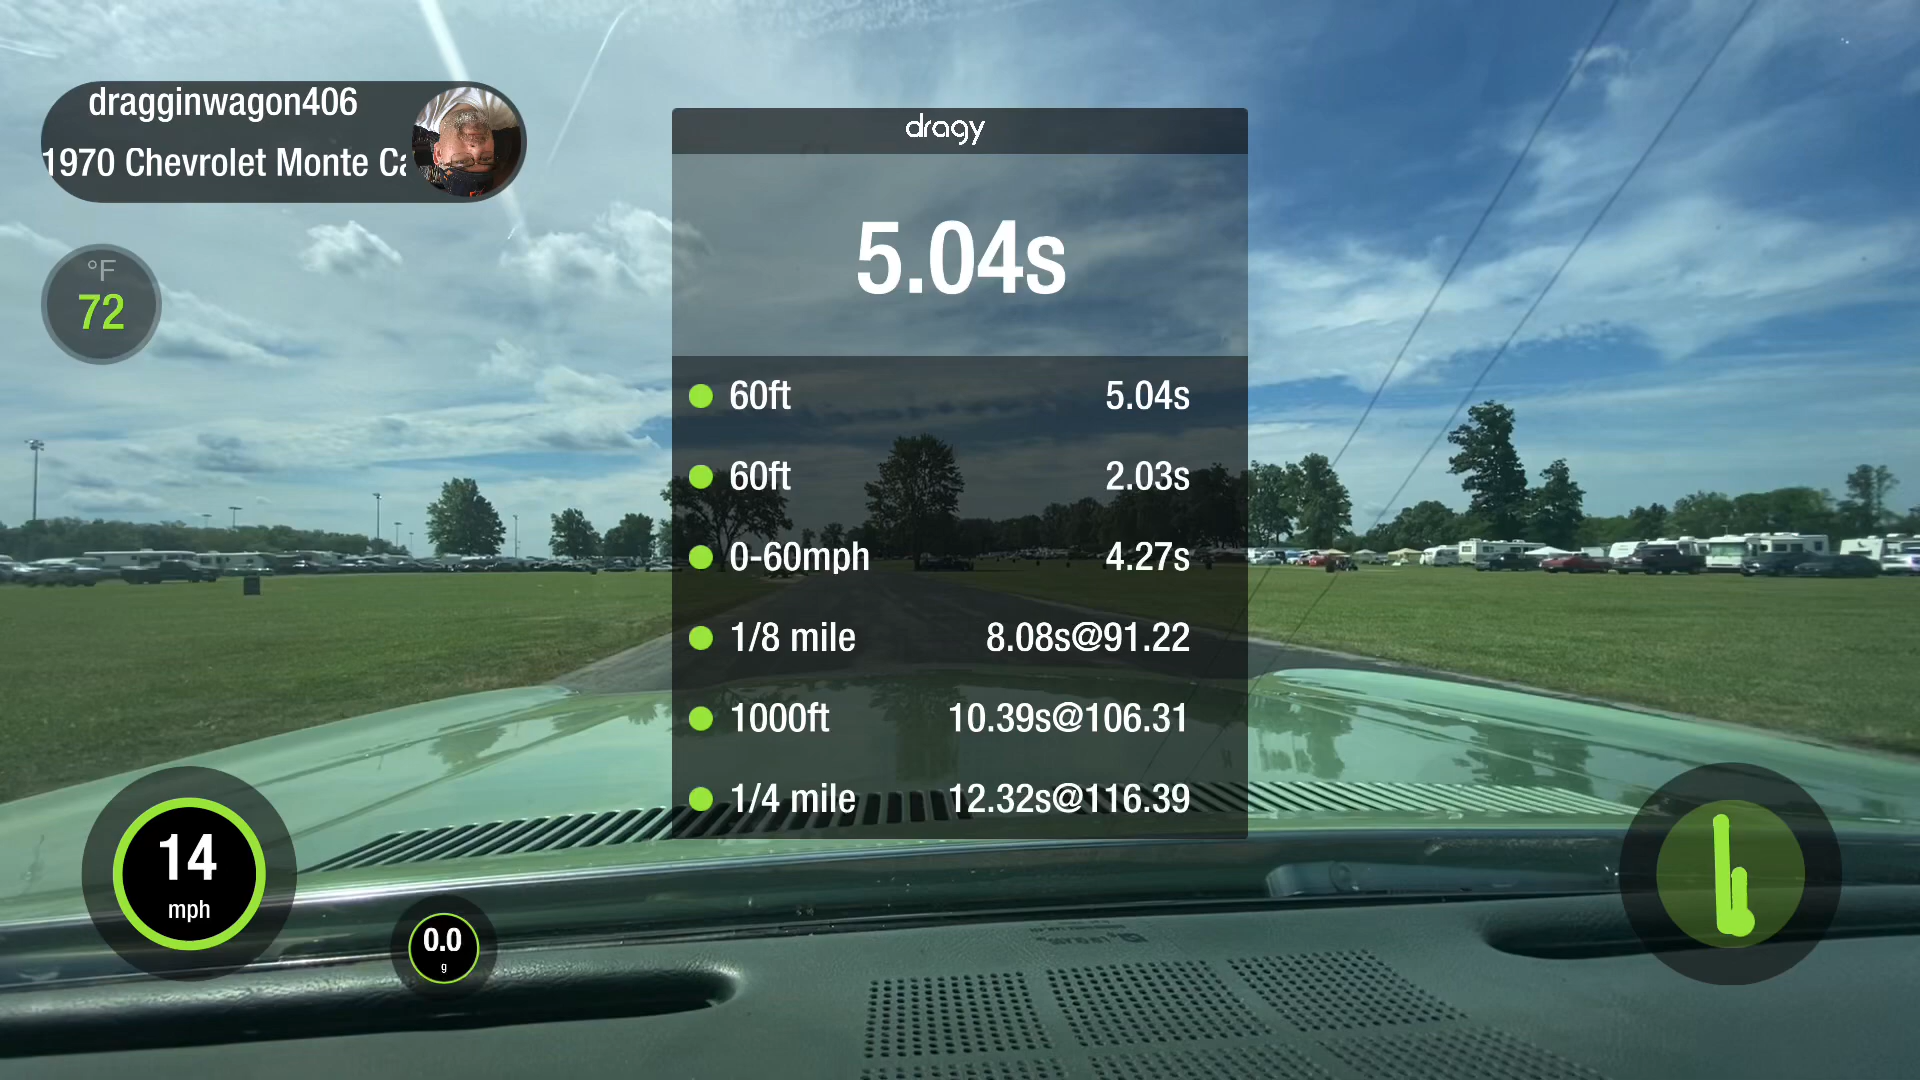 dragginwagon406
1970 Chevrolet Monte Ca
°F
72
dragy
5.04s
60ft 5.04s
60ft 2.03s
0-60mph 4.27s
1/8 mile 8.08s@91.22
1000ft 10.39s@106.31
1/4 mile 12.32s@116.39
14
mph
0.0
g